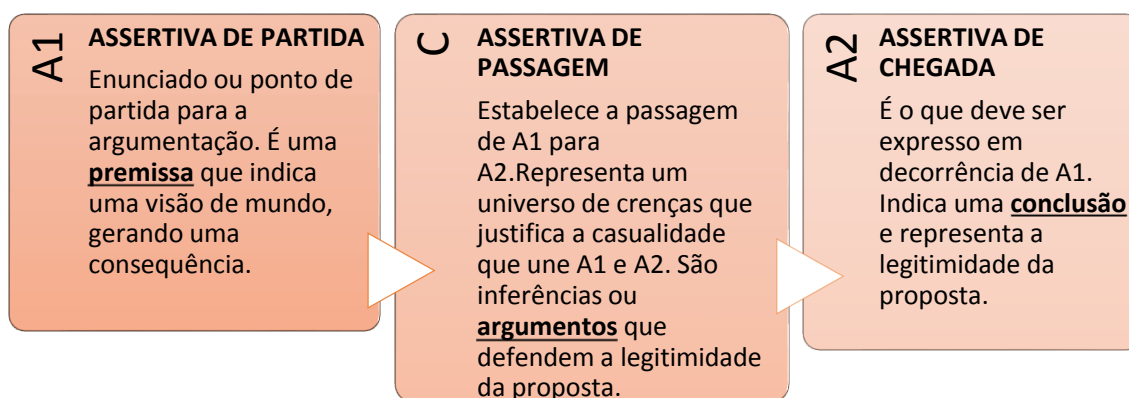 A1
ASSERTIVA DE PARTIDA
Enunciado ou ponto de
partida para a
argumentação. É uma
premissa que indica
uma visão de mundo,
gerando uma
consequência.
C
ASSERTIVA DE
PASSAGEM
Estabelece a passagem
de A1 para
A2.Representa um
universo de crenças que
justifica a casualidade
que une A1 e A2. São
inferências ou
argumentos que
defendem a legitimidade
da proposta.
A2
ASSERTIVA DE
CHEGADA
É o que deve ser
expresso em
decorrência de A1.
Indica uma conclusão
e representa a
legitimidade da
proposta.